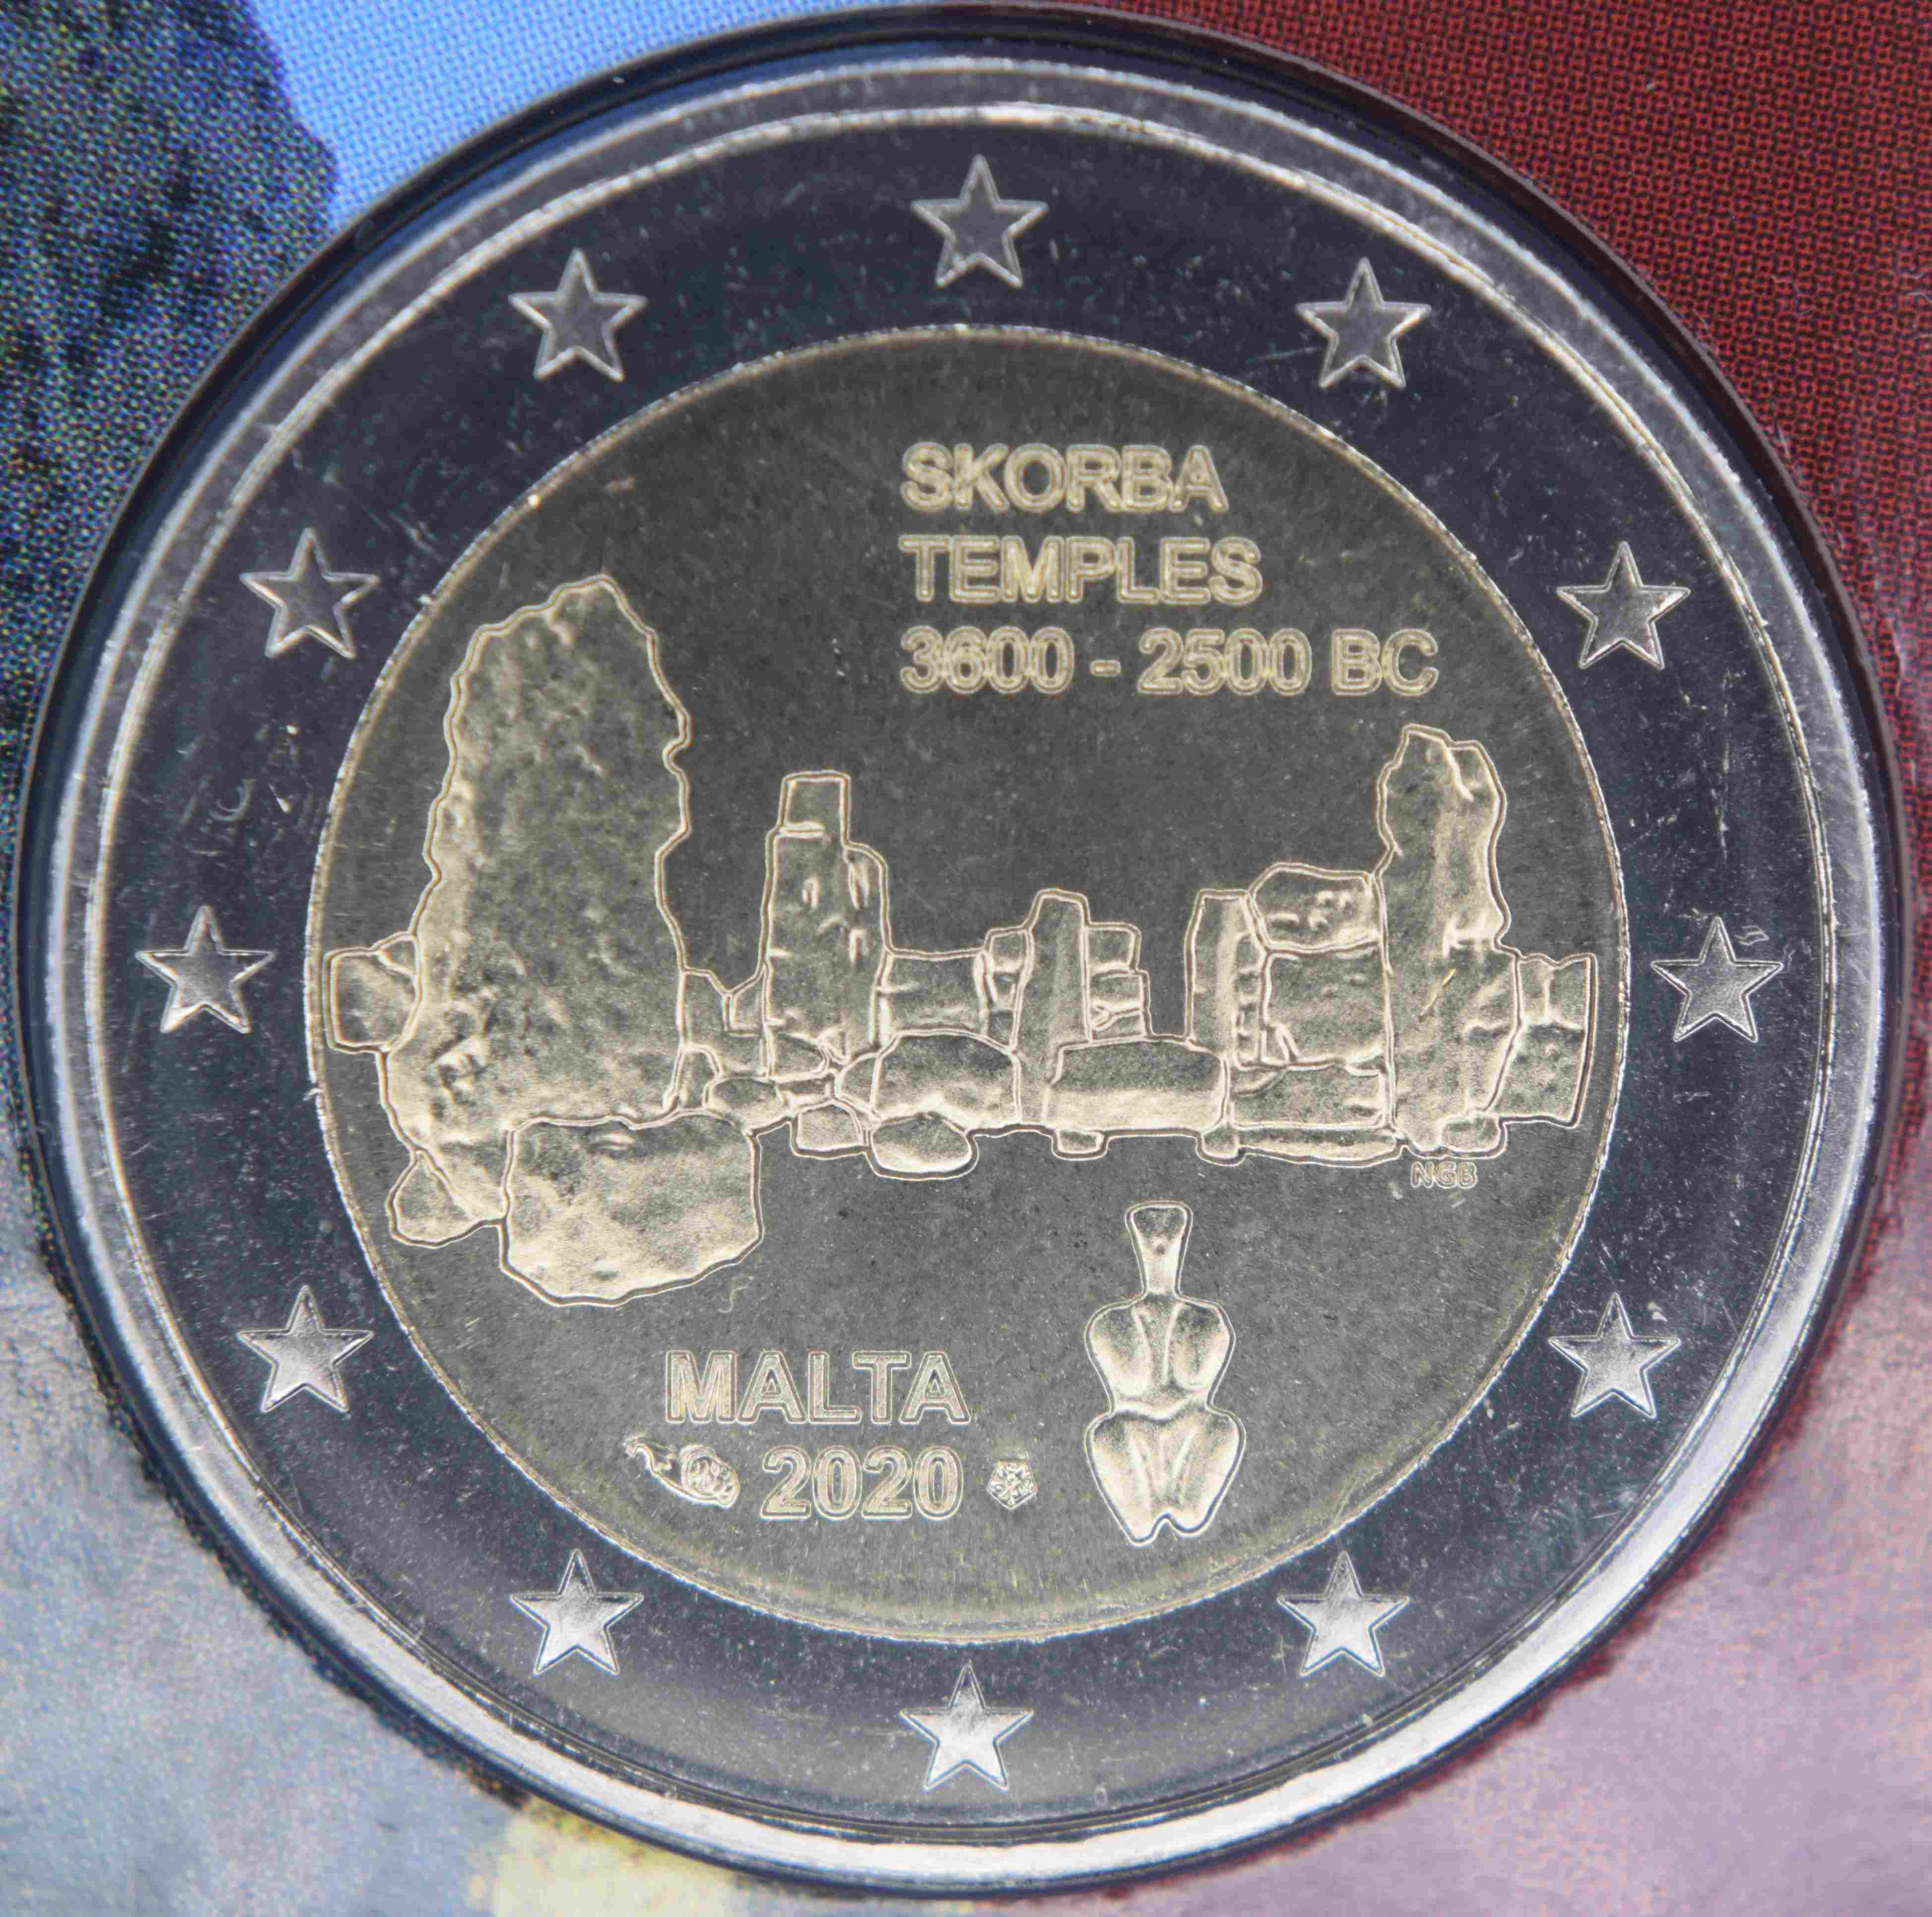 SKORBA
TEMPLES
3600 - 2500 BC
NGB
MALTA
2020